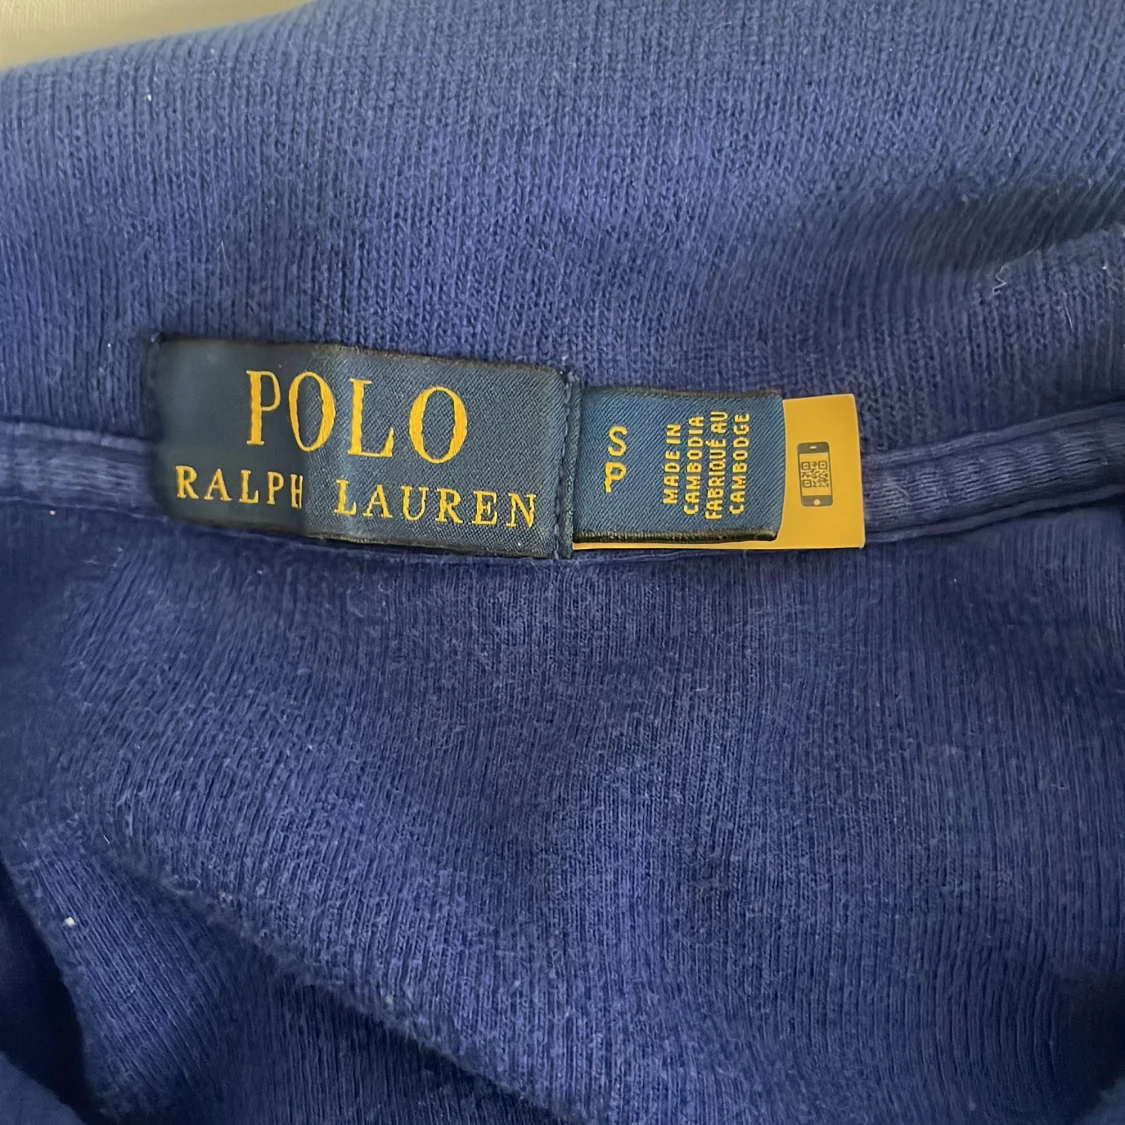 POLO
RALPH LAUREN
S
P
MADE IN
CAMBODIA
FABRIQUÉ AU
CAMBODGE